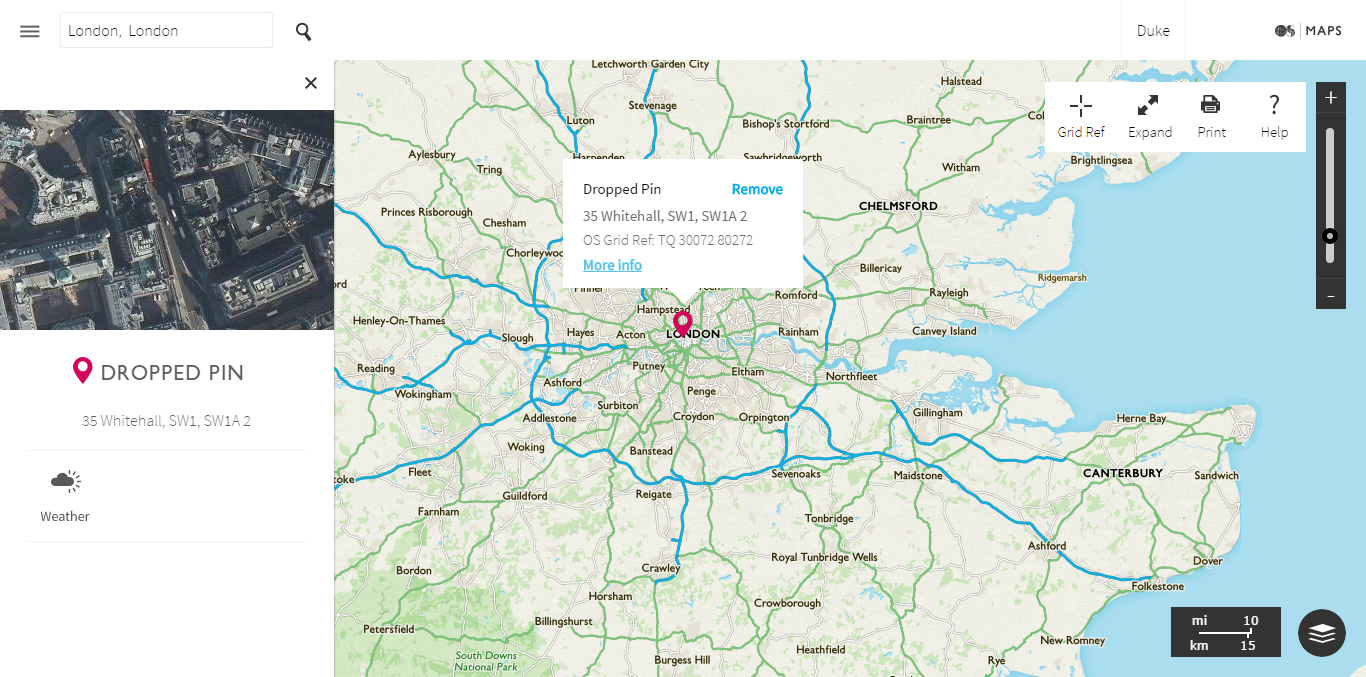 London, London
Duke
OS MAPS
Grid Ref
Expand
Print
Help
+
–
DROPPED PIN
35 Whitehall, SW1, SW1A 2
Weather
Dropped Pin
Remove
35 Whitehall, SW1, SW1A 2
OS Grid Ref: TQ 30072 80272
More info
Letchworth Garden City
Halstead
Stevenage
Luton
Bishop's Stortford
Braintree
Brightlingsea
Aylesbury
Harpenden
Sawbridgeworth
Tring
Witham
Princes Risborough
Chesham
CHELMSFORD
Chorleywoo
Billericay
Ridgemarsh
Pinner
Romford
Rayleigh
Hampstead
Henley-On-Thames
Hayes
Acton
LONDON
Rainham
Canvey Island
Slough
Reading
Putney
Eltham
Northfleet
Ashford
Wokingham
Penge
Surbiton
Addlestone
Croydon
Orpington
Gillingham
Herne Bay
Woking
Banstead
Fleet
toke
Sevenoaks
Maidstone
CANTERBURY
Sandwich
Guildford
Reigate
Farnham
Tonbridge
Ashford
Royal Tunbridge Wells
Dover
Bordon
Crawley
Folkestone
Horsham
Crowborough
Petersfield
Billingshurst
New Romney
South Downs
National Park
Burgess Hill
Heathfield
Rye
mi 10
km 15